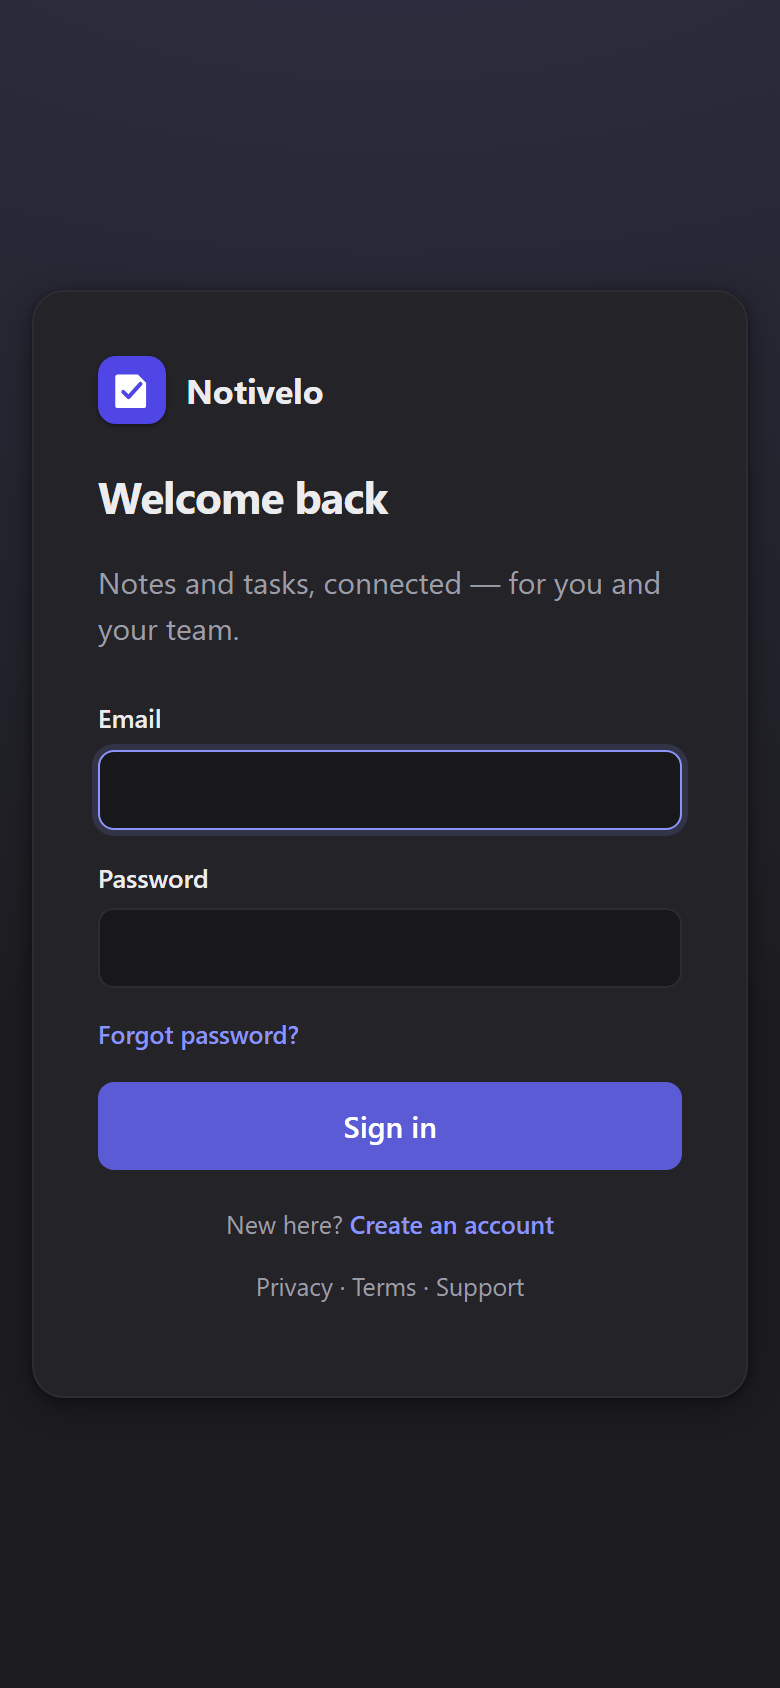 Notivelo
Welcome back
Notes and tasks, connected — for you and
your team.
Email
Password
Forgot password?
Sign in
New here? Create an account
Privacy · Terms · Support